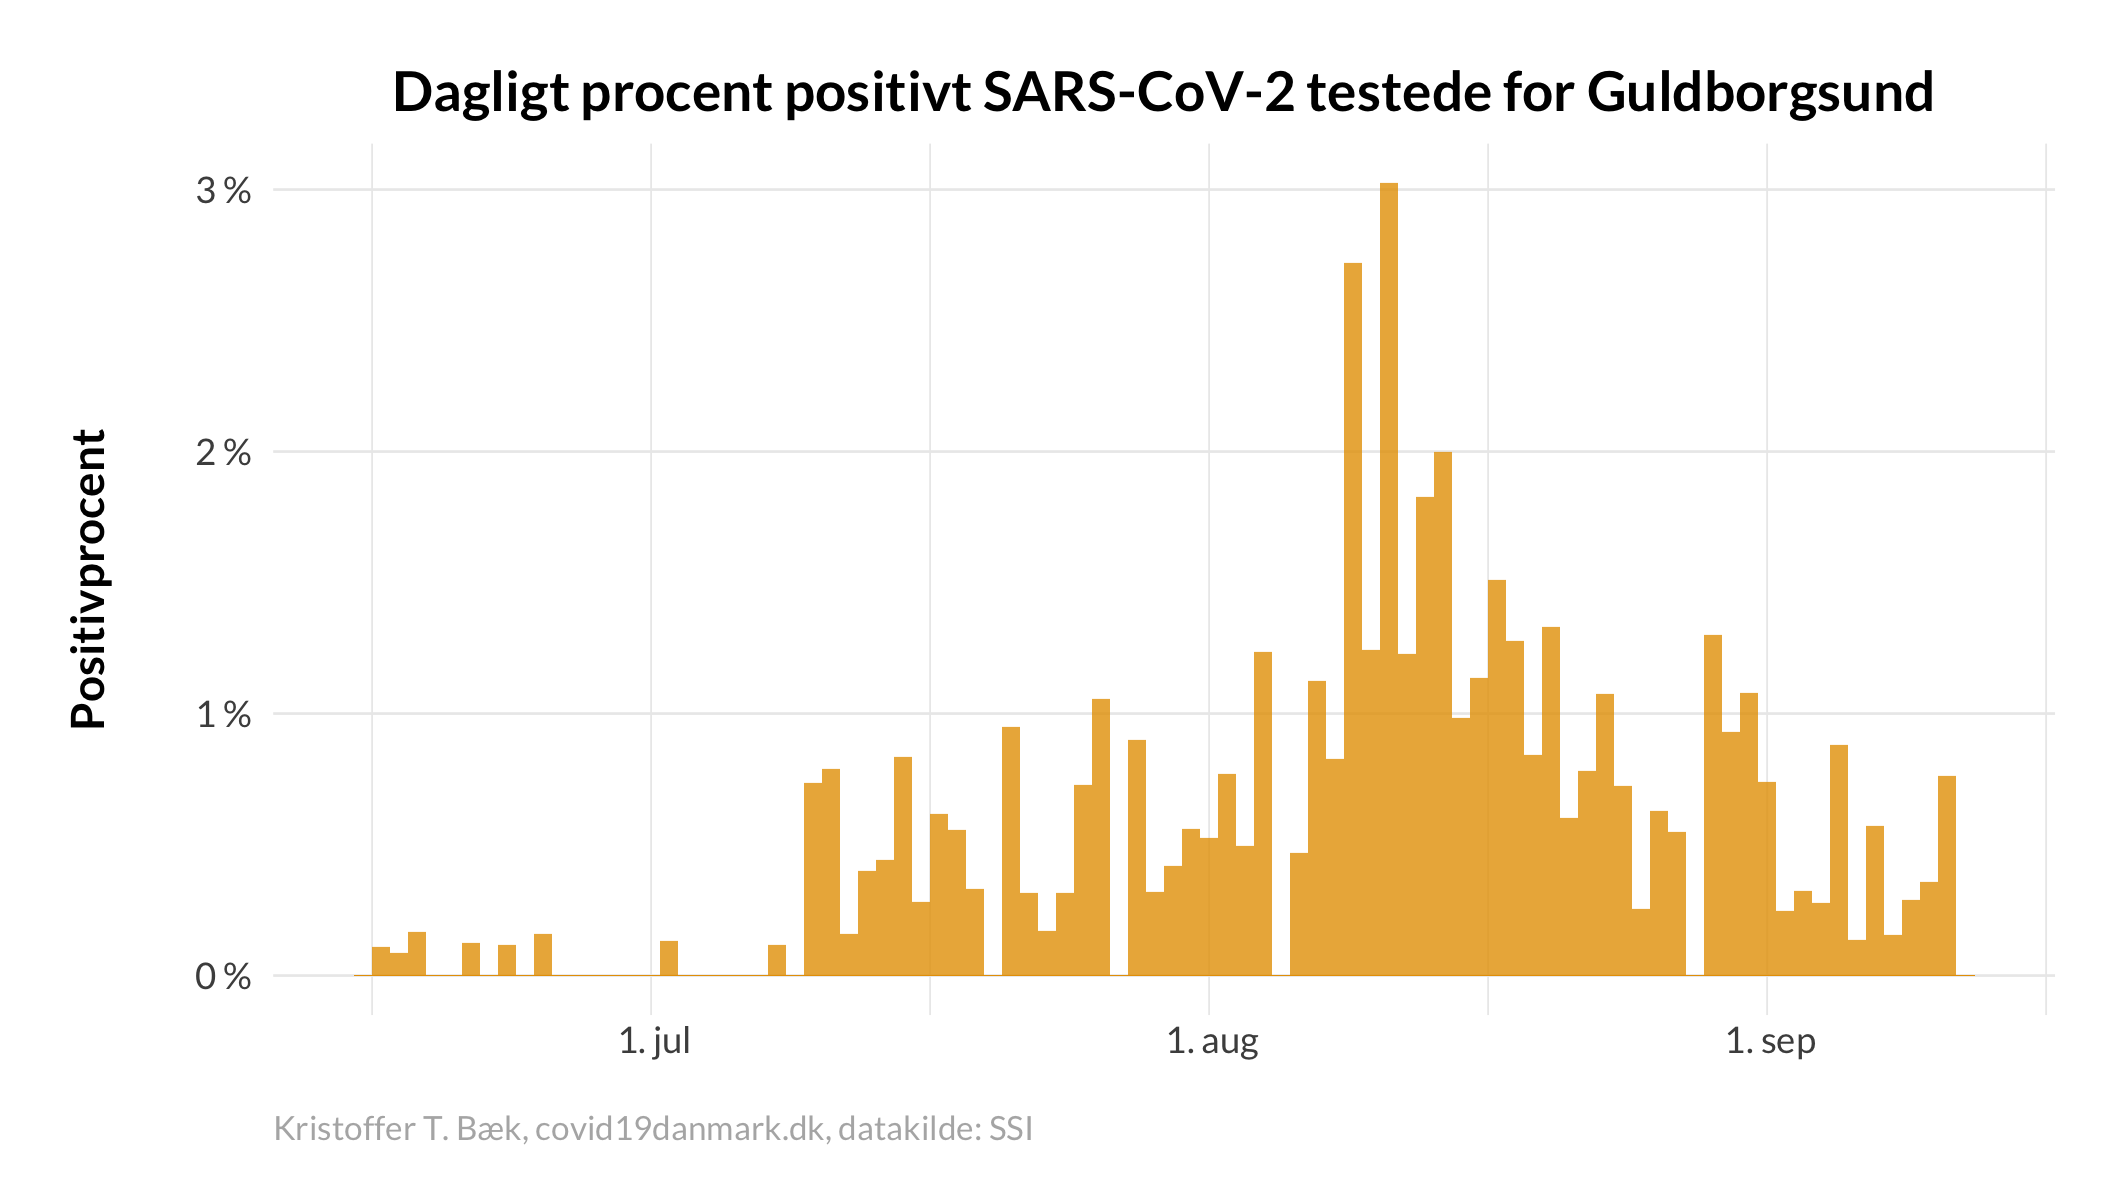 Dagligt procent positivt SARS-CoV-2 testede for Guldborgsund
Positivprocent
3 %
2 %
1 %
0 %
1. jul
1. aug
1. sep
Kristoffer T. Bæk, covid19danmark.dk, datakilde: SSI